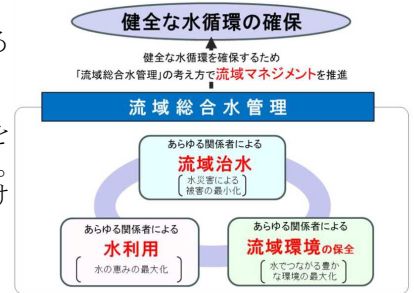 健全な水循環の確保
る
健全な水循環を確保するため
「流域総合水管理」の考え方で流域マネジメントを推進
流域総合水管理
を
。
け
あらゆる関係者による
流域治水
水災害による
被害の最小化
あらゆる関係者による
水利用
水の恵みの最大化
あらゆる関係者による
流域環境の保全
水でつながる豊か
な環境の最大化